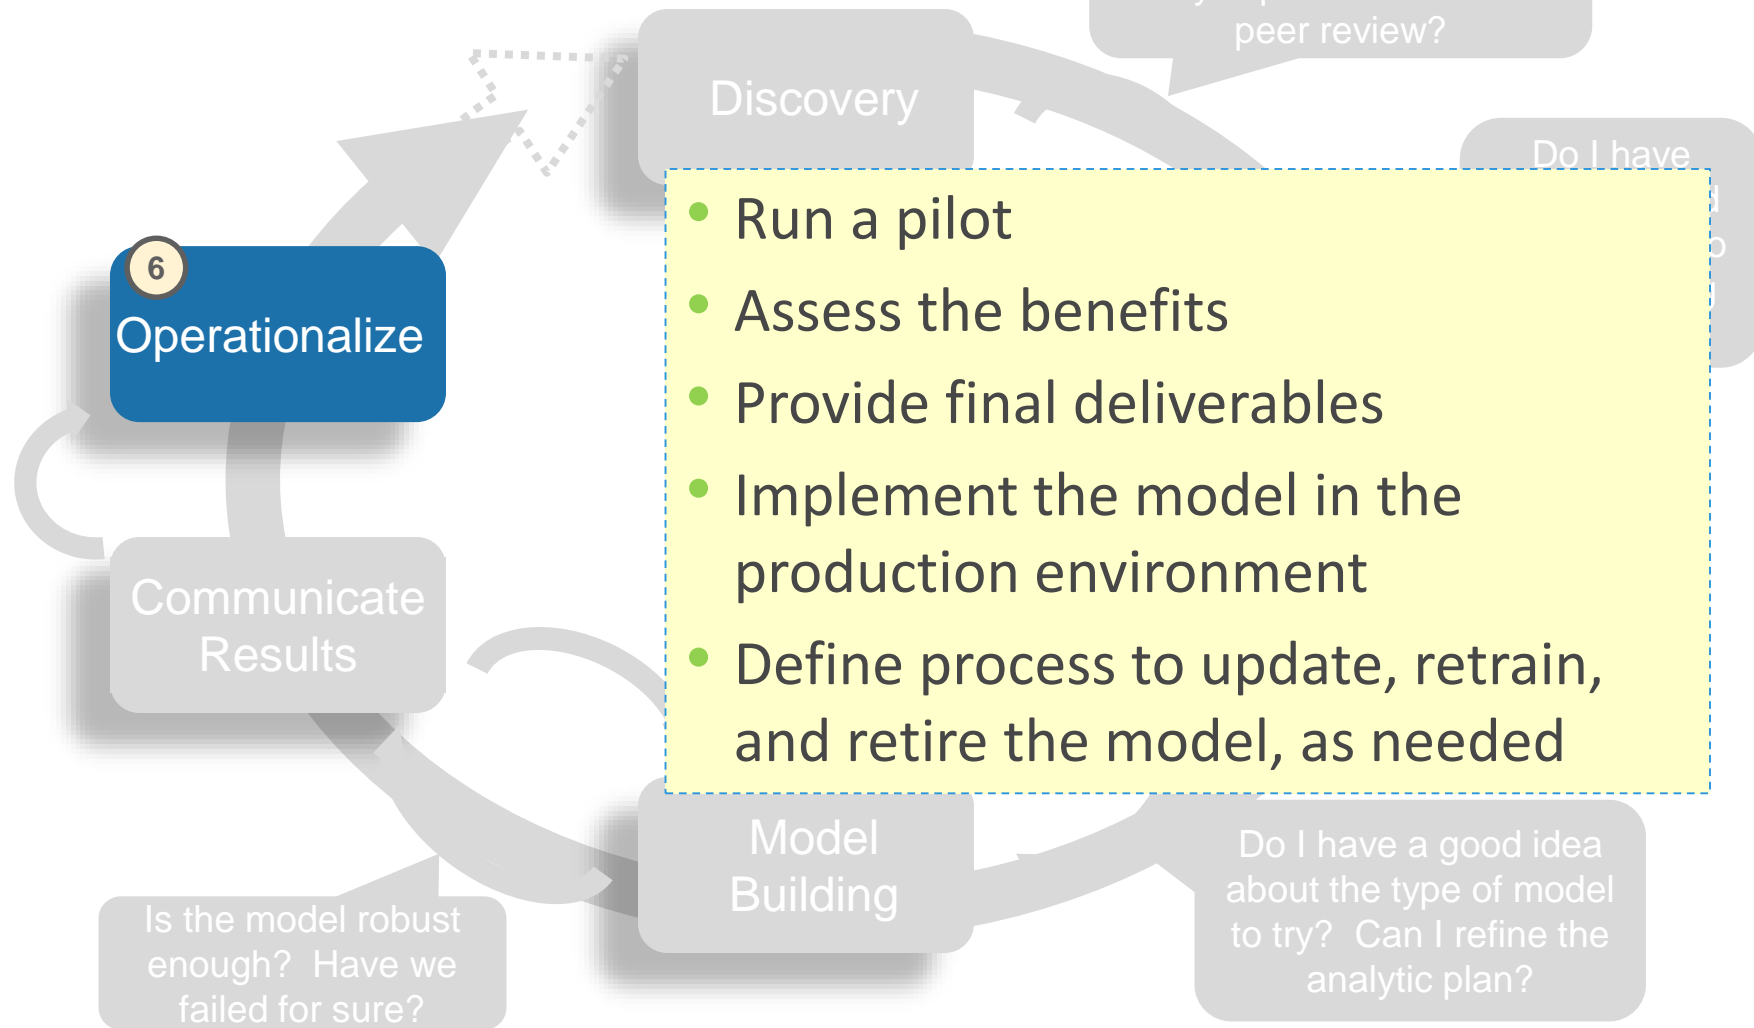 peer review?
Discovery
Do I have
• Run a pilot
• Assess the benefits
• Provide final deliverables
• Implement the model in the
production environment
• Define process to update, retrain,
and retire the model, as needed
6
Operationalize
Communicate
Results
Model
Building
Do I have a good idea
about the type of model
to try? Can I refine the
analytic plan?
Is the model robust
enough? Have we
failed for sure?